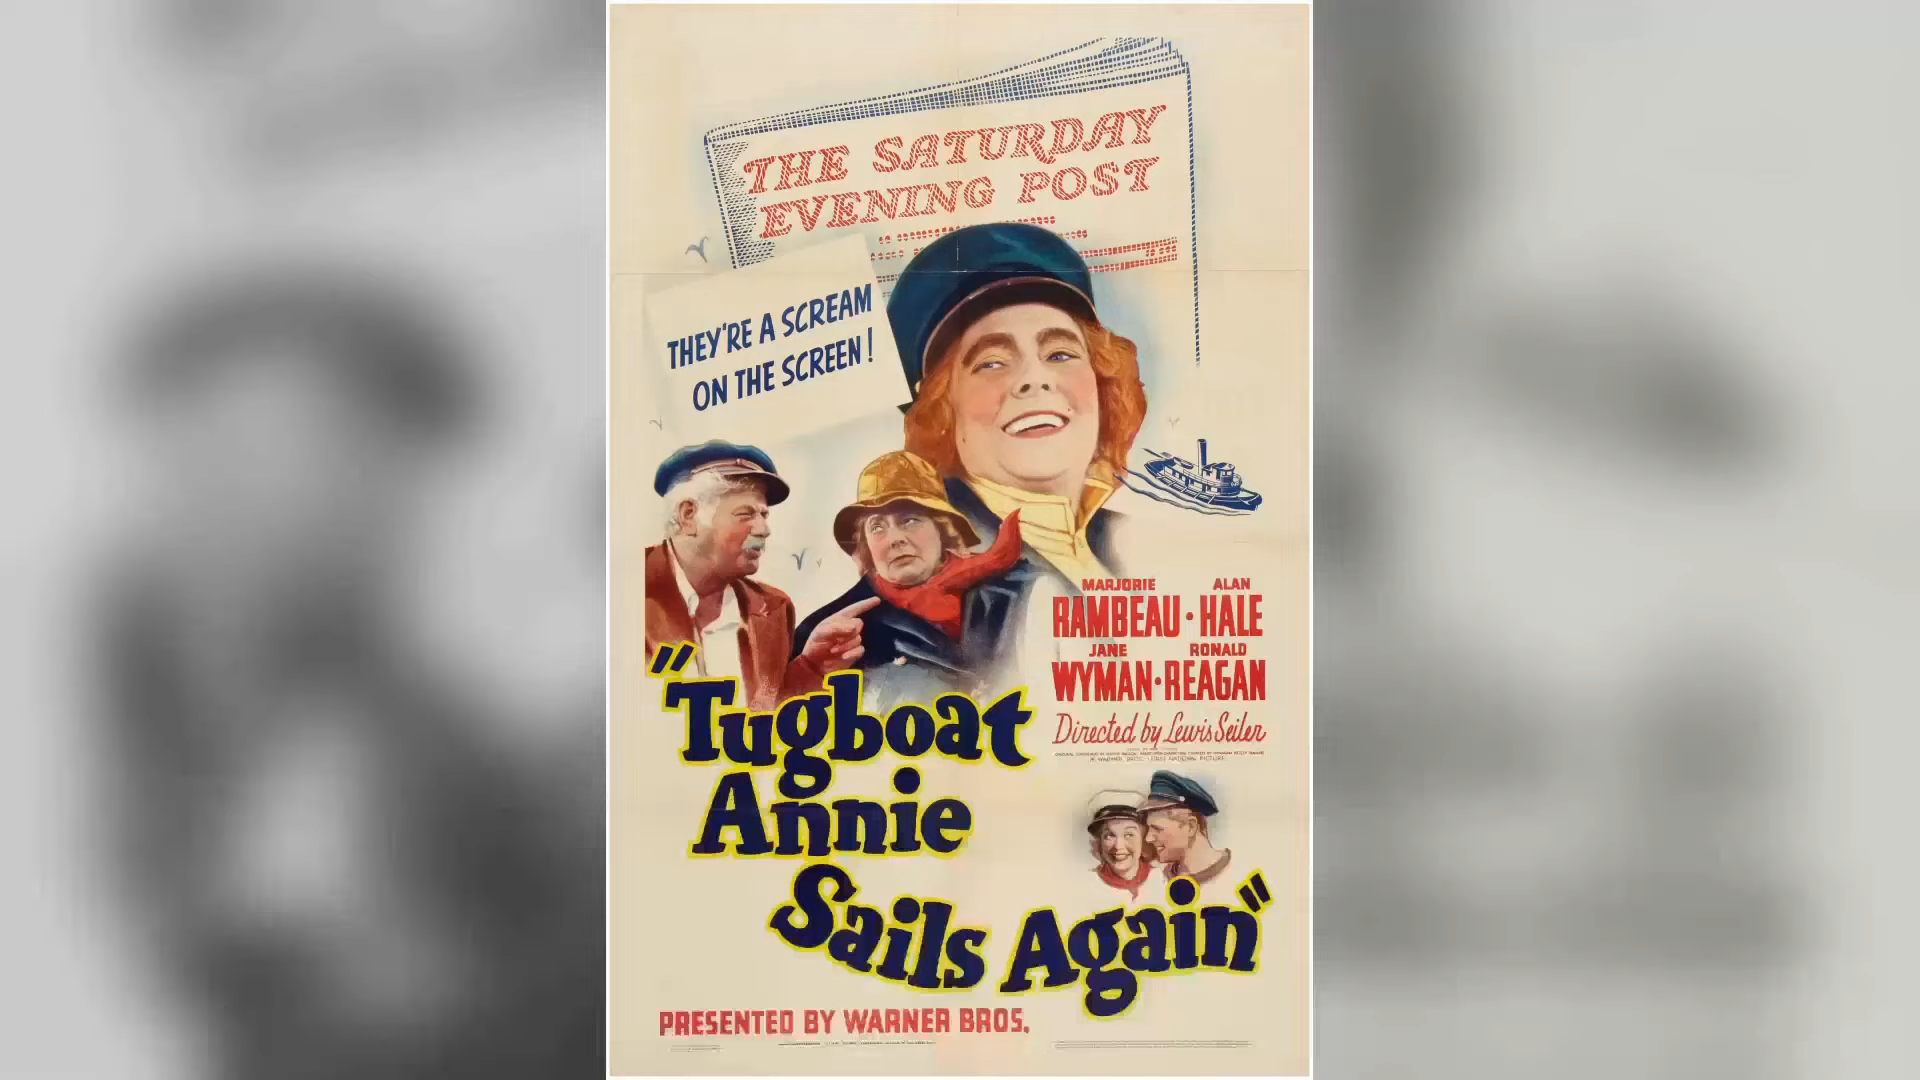 THE SATURDAY
EVENING POST
THEY'RE A SCREAM
ON THE SCREEN!
MARJORIE ALAN
RAMBEAU • HALE
JANE RONALD
WYMAN • REAGAN
Directed by Lewis Seiler
"Tugboat
Annie
Sails Again"
PRESENTED BY WARNER BROS.